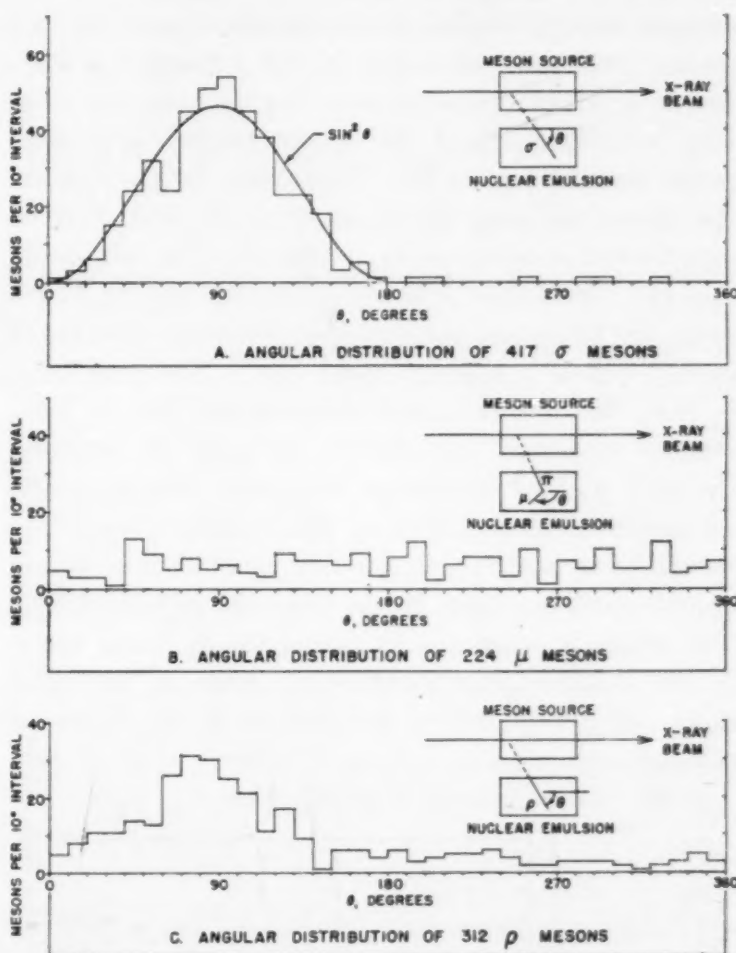 MESON SOURCE
X-RAY
BEAM
SIN² θ
σ
θ
NUCLEAR EMULSION
MESONS PER 10° INTERVAL
60
40
20
0
0 90 180 270 360
θ, DEGREES
A. ANGULAR DISTRIBUTION OF 417 σ MESONS
MESON SOURCE
X-RAY
BEAM
π
μ
θ
NUCLEAR EMULSION
MESONS PER 10° INTERVAL
40
20
0
0 90 180 270 360
θ, DEGREES
B. ANGULAR DISTRIBUTION OF 224 μ MESONS
MESON SOURCE
X-RAY
BEAM
ρ
θ
NUCLEAR EMULSION
MESONS PER 10° INTERVAL
40
20
0
0 90 180 270 360
θ, DEGREES
C. ANGULAR DISTRIBUTION OF 312 ρ MESONS